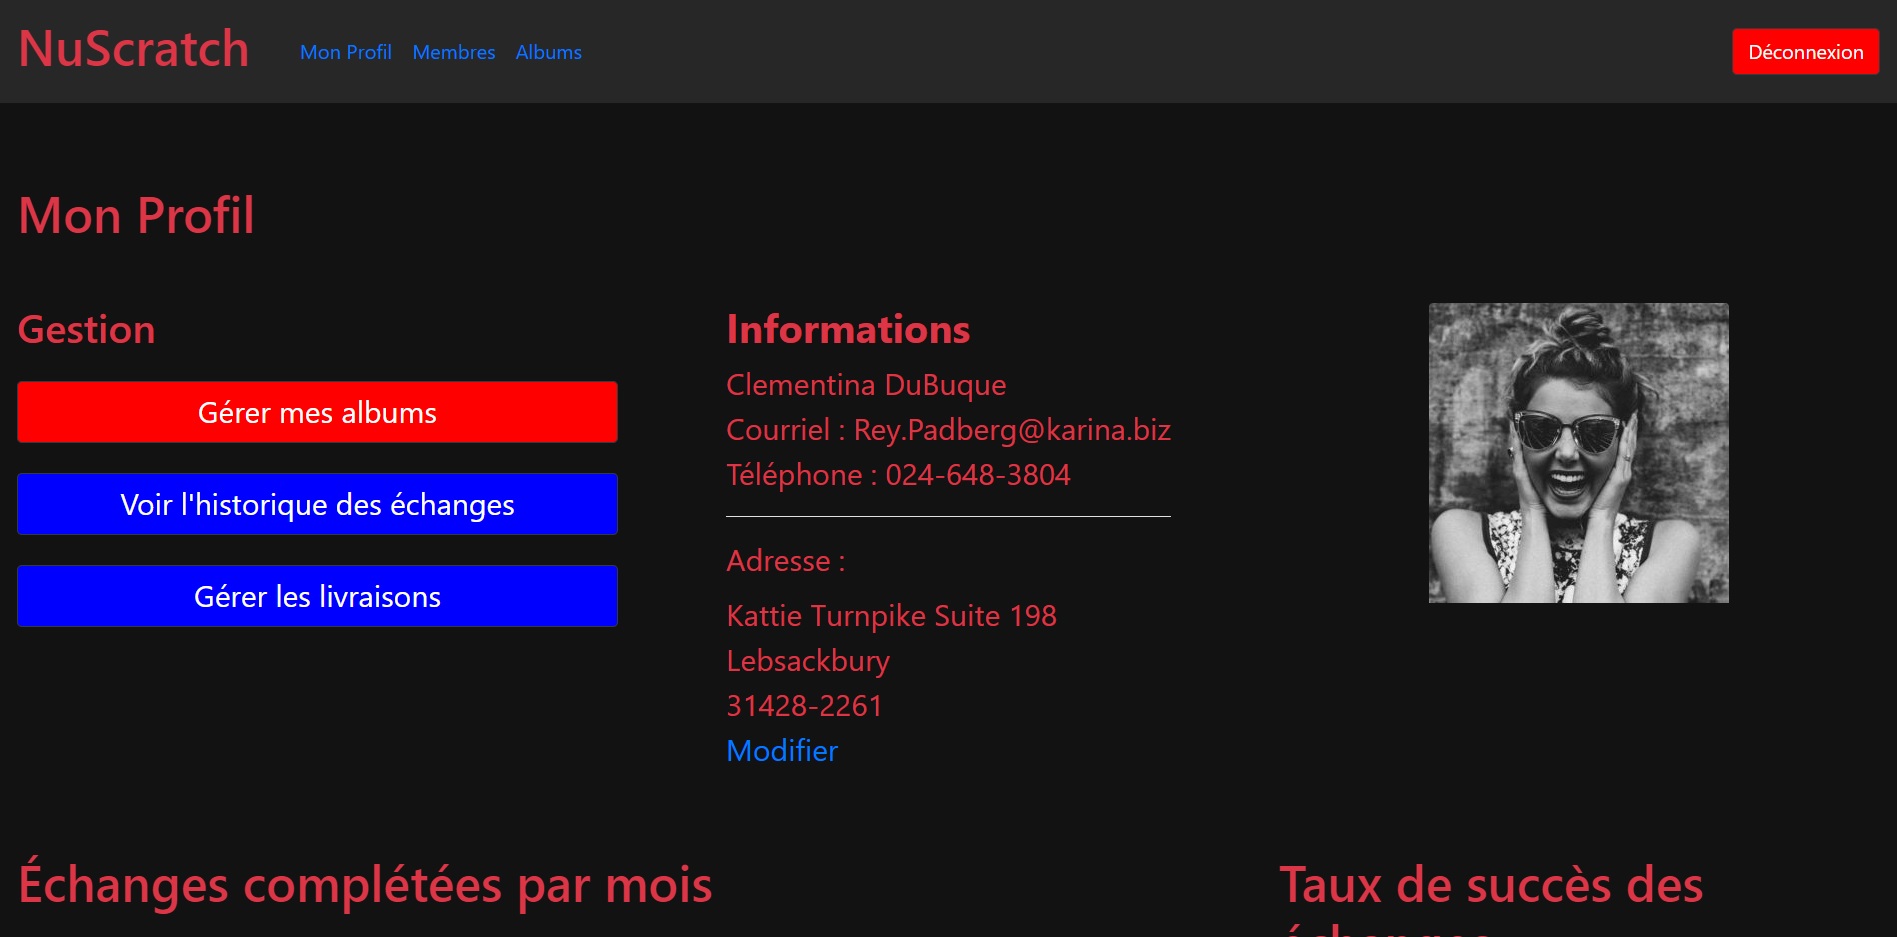 NuScratch
Mon Profil
Membres
Albums
Déconnexion
Mon Profil
Gestion
Gérer mes albums
Voir l'historique des échanges
Gérer les livraisons
Informations
Clementina DuBuque
Courriel : Rey.Padberg@karina.biz
Téléphone : 024-648-3804
Adresse :
Kattie Turnpike Suite 198
Lebsackbury
31428-2261
Modifier
Échanges complétées par mois
Taux de succès des
échanges